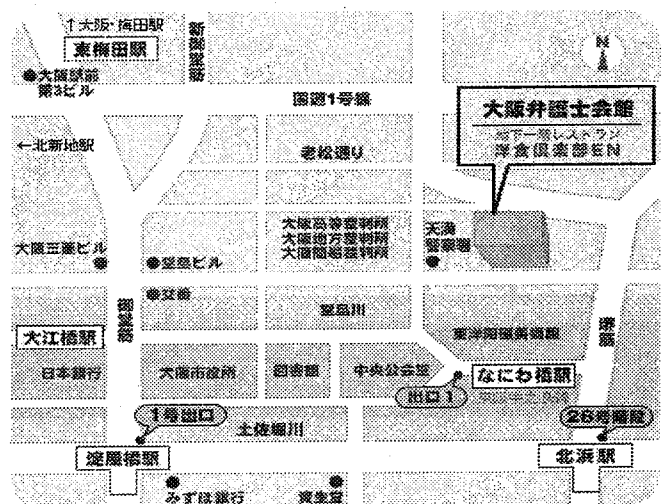 ↑大阪・梅田駅
東梅田駅
新御堂筋
●大阪駅前
第3ビル
国道1号線
N
大阪弁護士会館
地下一階レストラン
洋食倶楽部EN
←北新地駅
老松通り
大阪高等裁判所
大阪地方裁判所
大阪簡易裁判所
天満
警察署
大阪三菱ビル
●堂島ビル
●交番
御堂筋
堂島川
堺筋
大江橋駅
東洋陶磁美術館
日本銀行
大阪市役所
図書館
中央公会堂
なにわ橋駅
出口1
1号出口
土佐堀川
26号階段
淀屋橋駅
北浜駅
みずほ銀行
資生堂